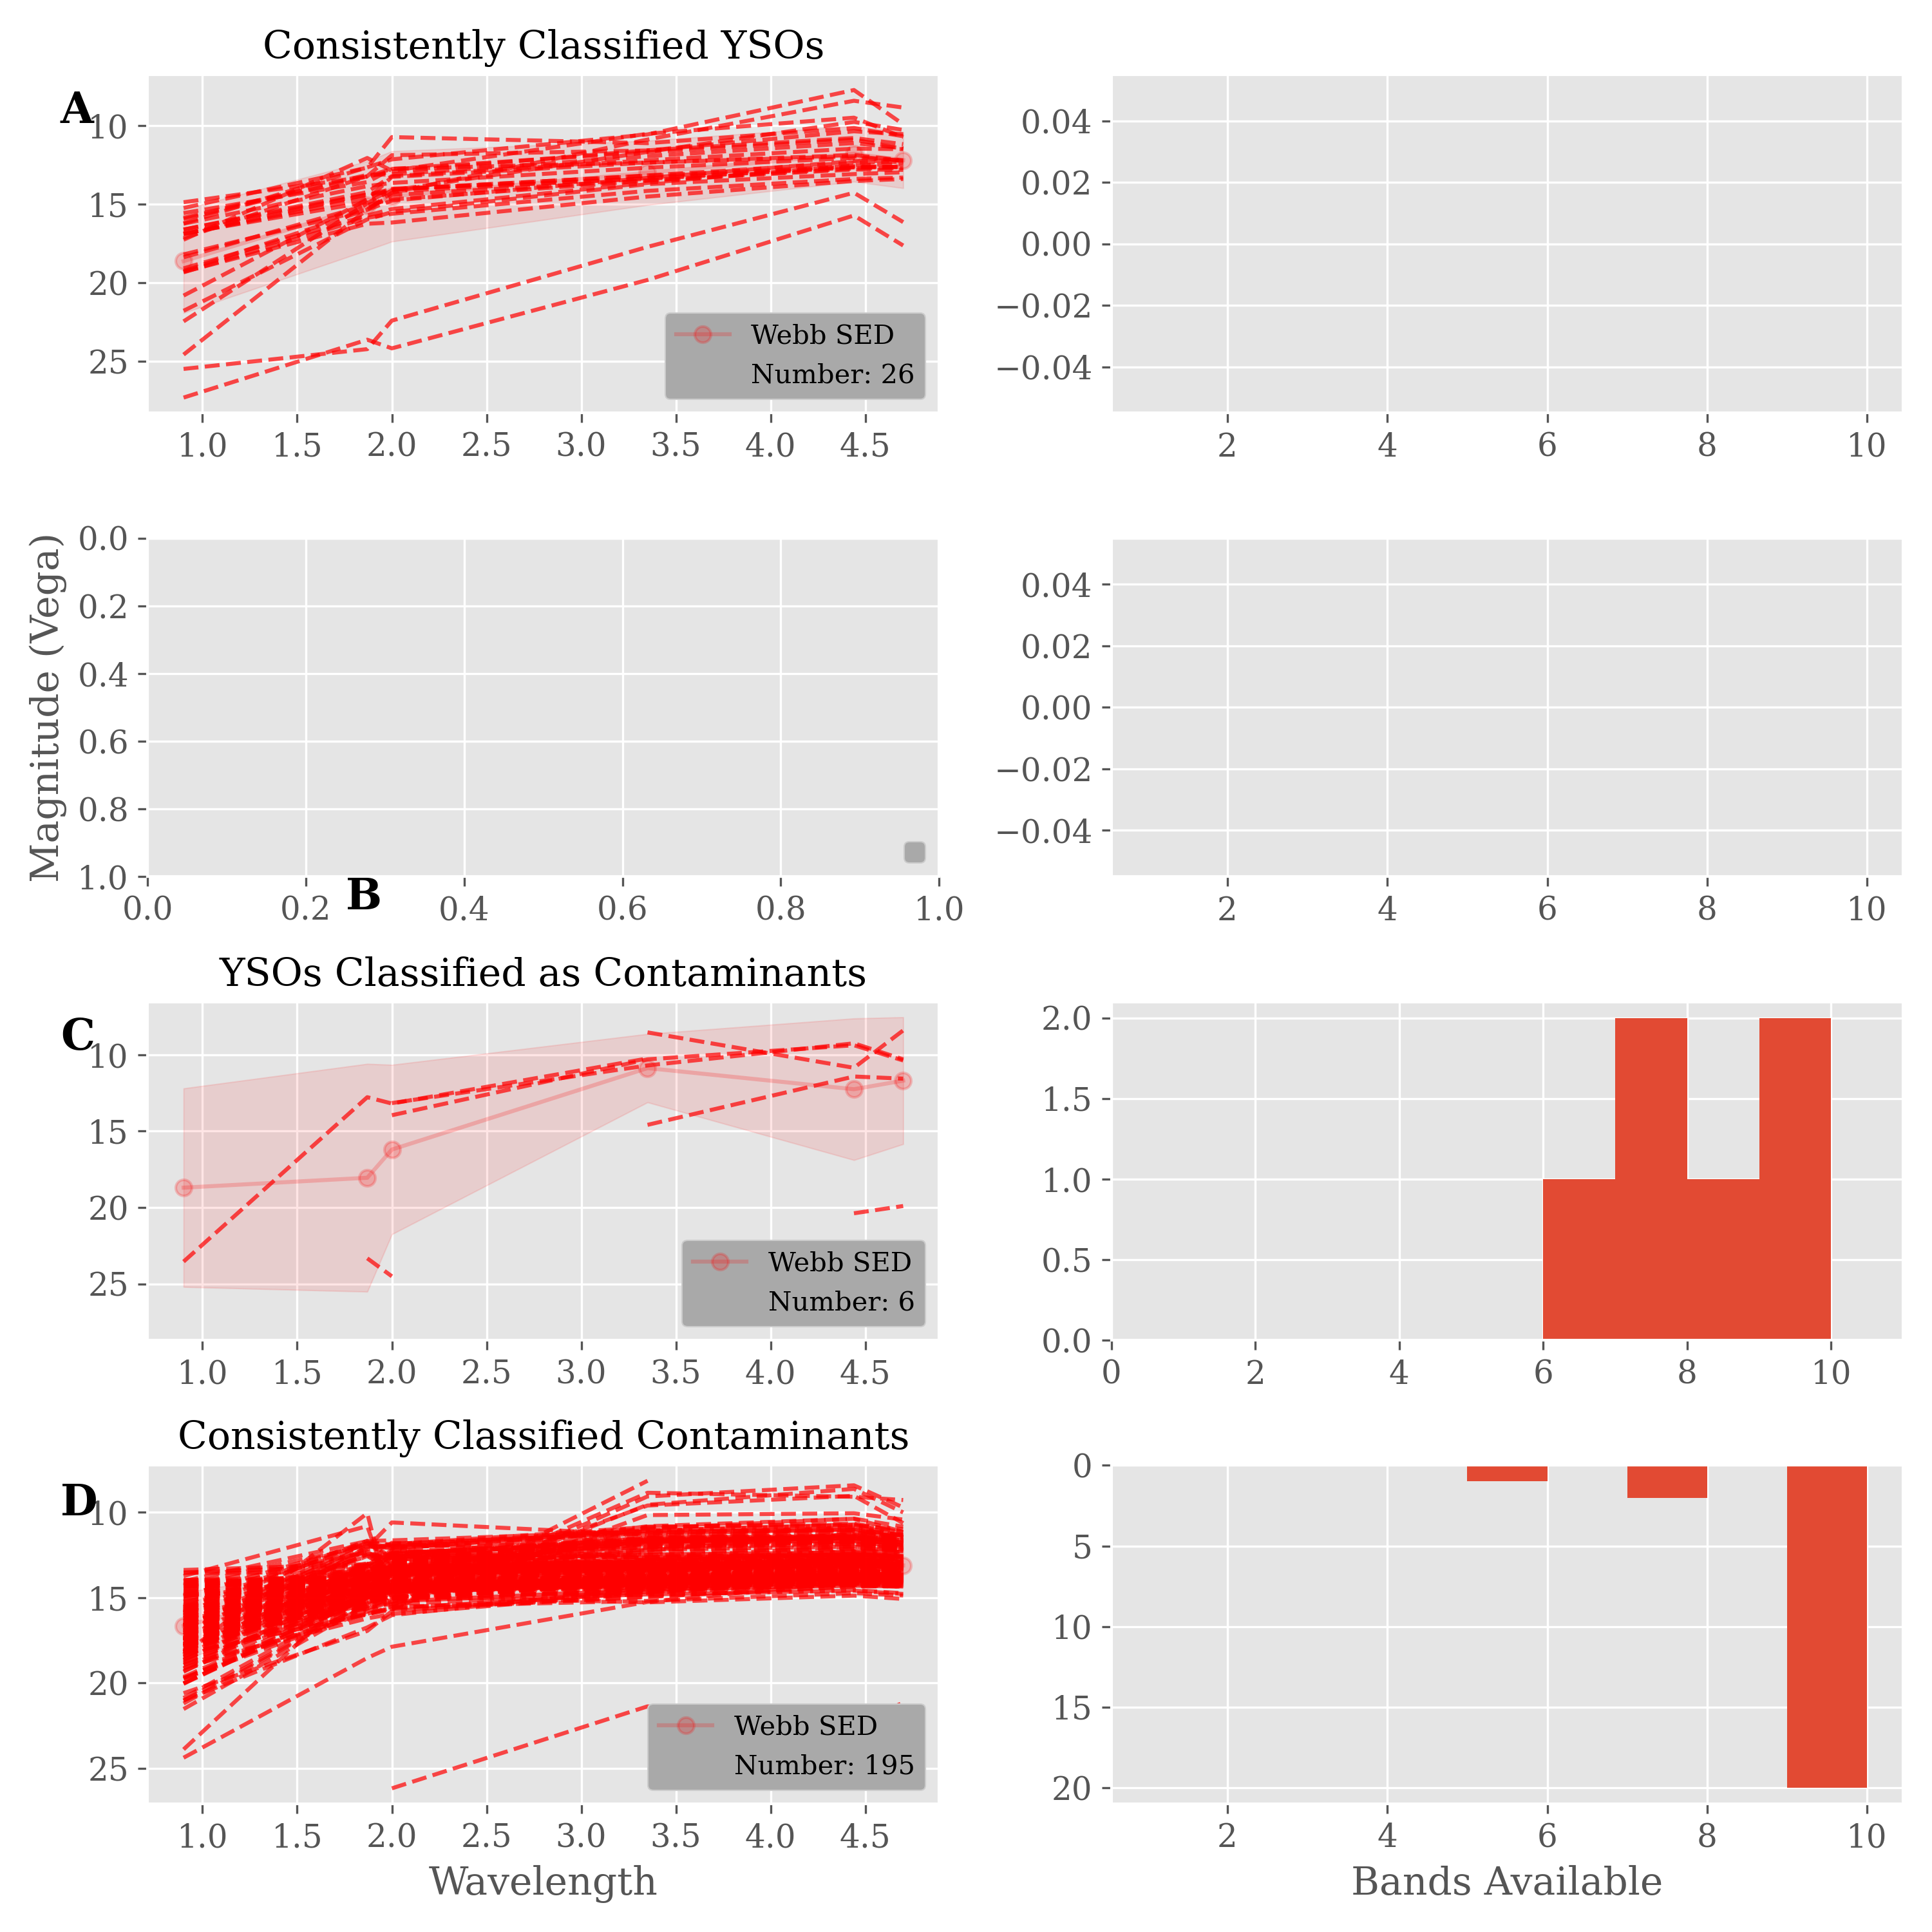 Consistently Classified YSOs
A
10
15
20
25
Webb SED
Number: 26
1.0 1.5 2.0 2.5 3.0 3.5 4.0 4.5
0.04
0.02
0.00
−0.02
−0.04
2 4 6 8 10
Magnitude (Vega)
0.0
0.2
0.4
0.6
0.8
1.0
0.0 0.2 0.4 0.6 0.8 1.0
B
0.04
0.02
0.00
−0.02
−0.04
2 4 6 8 10
YSOs Classified as Contaminants
C
10
15
20
25
Webb SED
Number: 6
1.0 1.5 2.0 2.5 3.0 3.5 4.0 4.5
2.0
1.5
1.0
0.5
0.0
0 2 4 6 8 10
Consistently Classified Contaminants
D
10
15
20
25
Webb SED
Number: 195
1.0 1.5 2.0 2.5 3.0 3.5 4.0 4.5
Wavelength
0
5
10
15
20
2 4 6 8 10
Bands Available